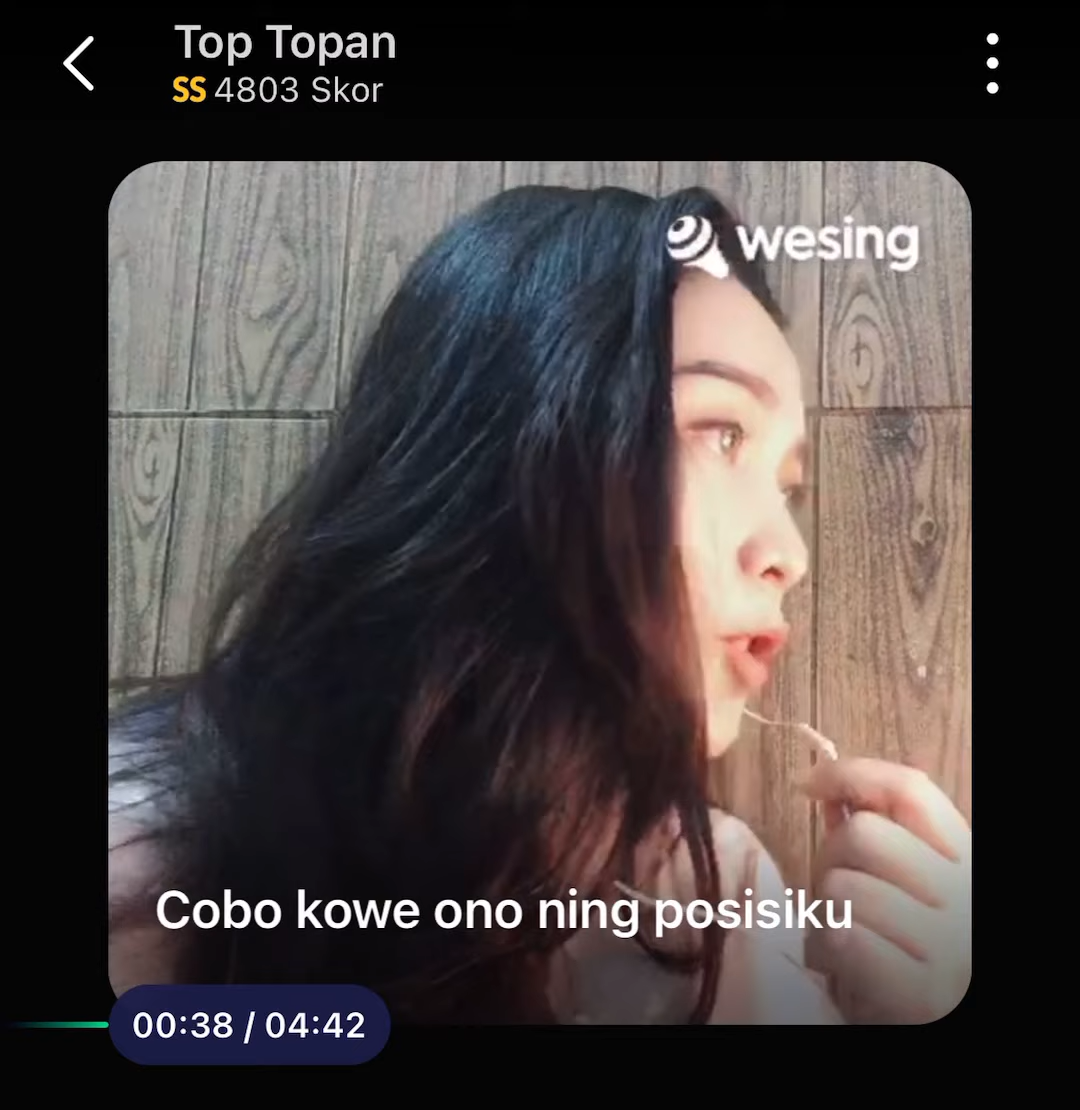 Top Topan
SS 4803 Skor
wesing
Cobo kowe ono ning posisiku
00:38 / 04:42